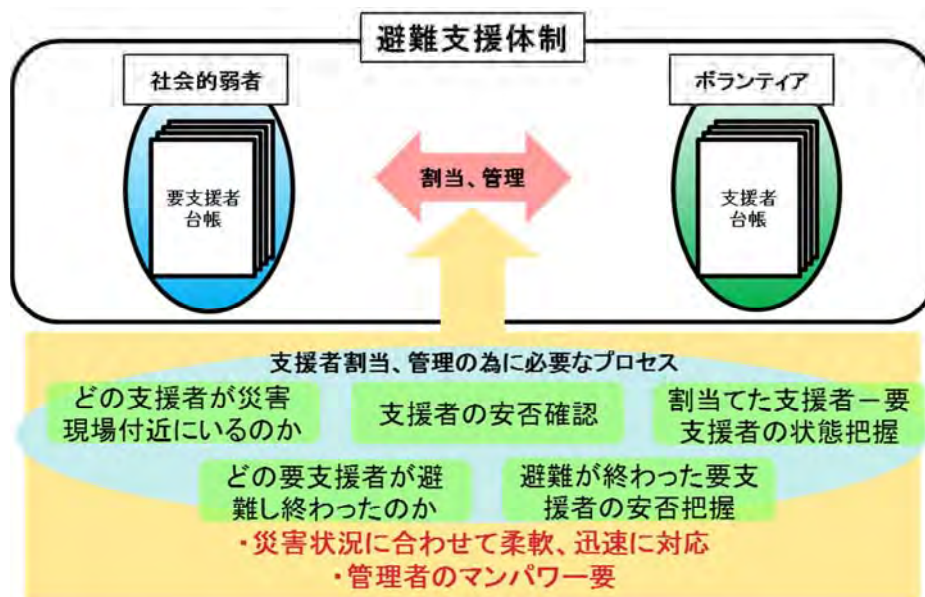 避難支援体制
社会的弱者
ボランティア
要支援者
台帳
割当、管理
支援者
台帳
支援者割当、管理の為に必要なプロセス
どの支援者が災害
現場付近にいるのか
支援者の安否確認
割当てた支援者－要
支援者の状態把握
どの要支援者が避
難し終わったのか
避難が終わった要支
援者の安否把握
・災害状況に合わせて柔軟、迅速に対応
・管理者のマンパワー要